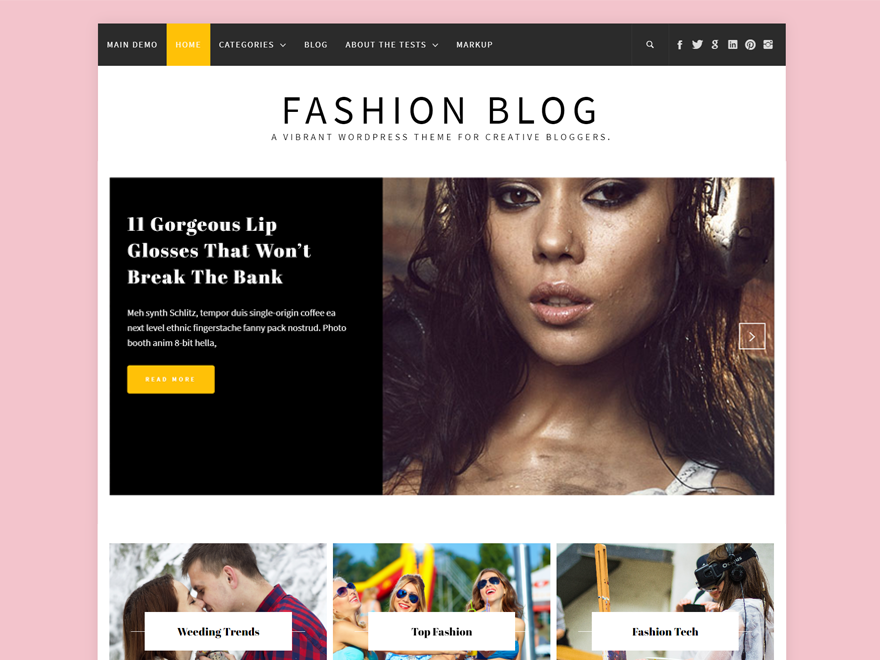 MAIN DEMO HOME CATEGORIES BLOG ABOUT THE TESTS MARKUP
FASHION BLOG
A VIBRANT WORDPRESS THEME FOR CREATIVE BLOGGERS.
11 Gorgeous Lip
Glosses That Won't
Break The Bank
Meh synth Schlitz, tempor duis single-origin coffee ea
next level ethnic fingerstache fanny pack nostrud. Photo
booth anim 8-bit hella,
READ MORE
Weeding Trends Top Fashion Fashion Tech